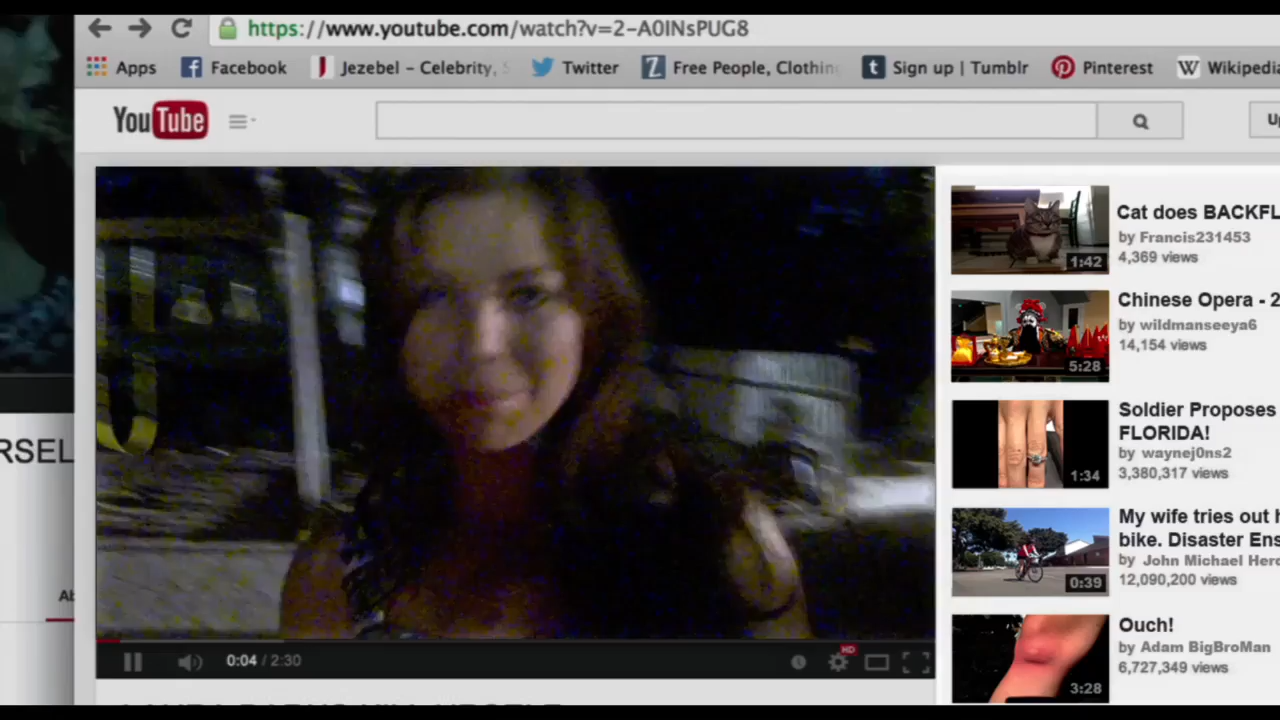 https://www.youtube.com/watch?v=2-A0INsPUG8
Apps Facebook Jezebel – Celebrity, Twitter Free People, Clothin Sign up | Tumblr Pinterest Wikipedia
YouTube
Up
Cat does BACKFL
by Francis231453
4,369 views
1:42
Chinese Opera - 2
by wildmanseeya6
14,154 views
5:28
Soldier Proposes
FLORIDA!
by waynej0ns2
3,380,317 views
1:34
My wife tries out h
bike. Disaster Ens
by John Michael Herc
12,090,200 views
0:39
Ouch!
by Adam BigBroMan
6,727,349 views
3:28
RSEL
Ab
0:04 / 2:30
HD